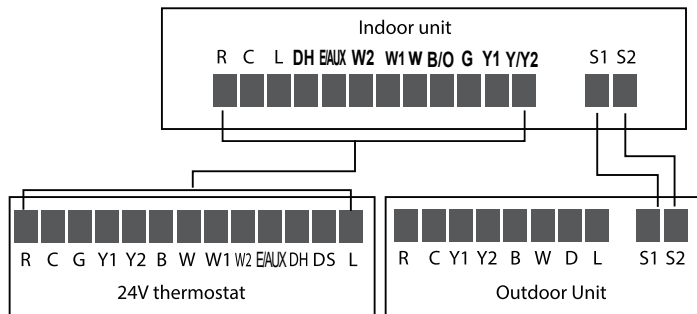 Indoor unit
R C L DH E/AUX W2 W1 W B/O G Y1 Y/Y2 S1 S2
R C G Y1 Y2 B W W1 W2 E/AUX DH DS L
R C Y1 Y2 B W D L S1 S2
24V thermostat
Outdoor Unit